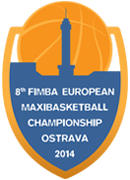 8th FIMBA EUROPEAN
MAXIBASKETBALL
CHAMPIONSHIP
OSTRAVA
2014